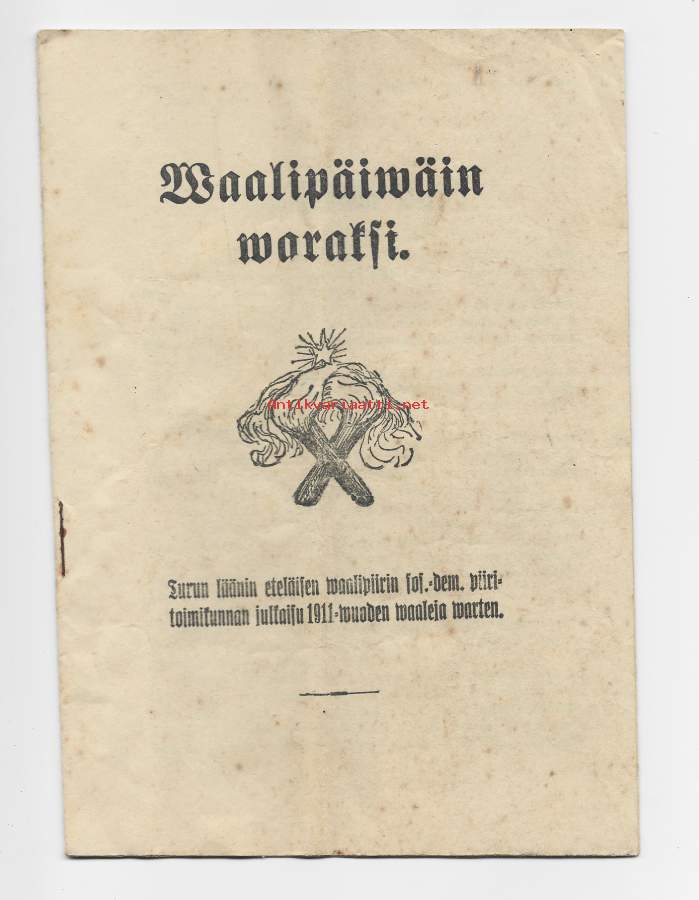 Waalipäiwäin
waraksi.
Antikvariaatti.net
Turun läänin eteläisen waalipiirin sos.-dem. piiri-
toimikunnan julkaisu 1911-wuoden waaleja warten.